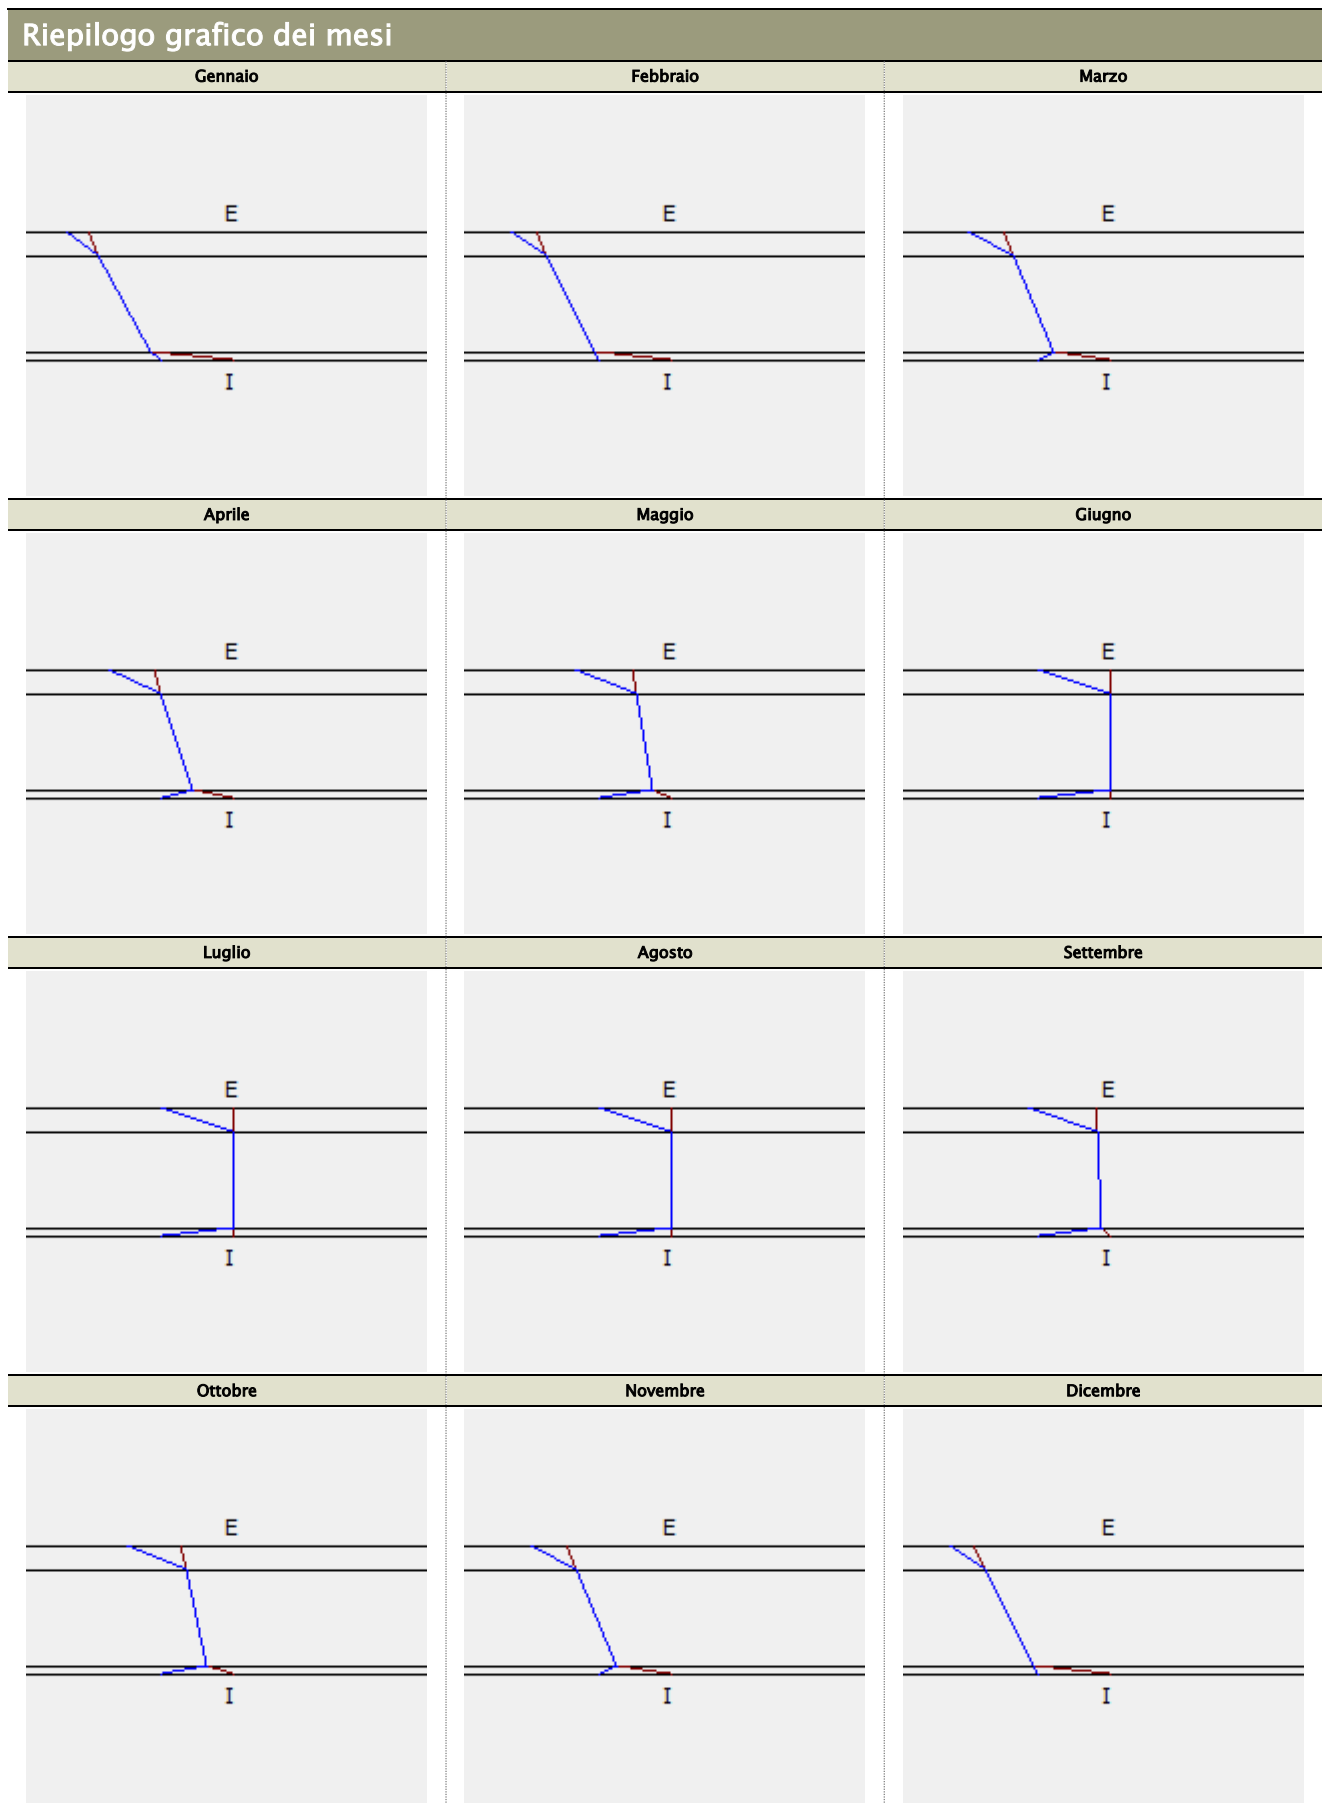 Riepilogo grafico dei mesi
Gennaio Febbraio Marzo
E E E
I I I
Aprile Maggio Giugno
E E E
I I I
Luglio Agosto Settembre
E E E
I I I
Ottobre Novembre Dicembre
E E E
I I I